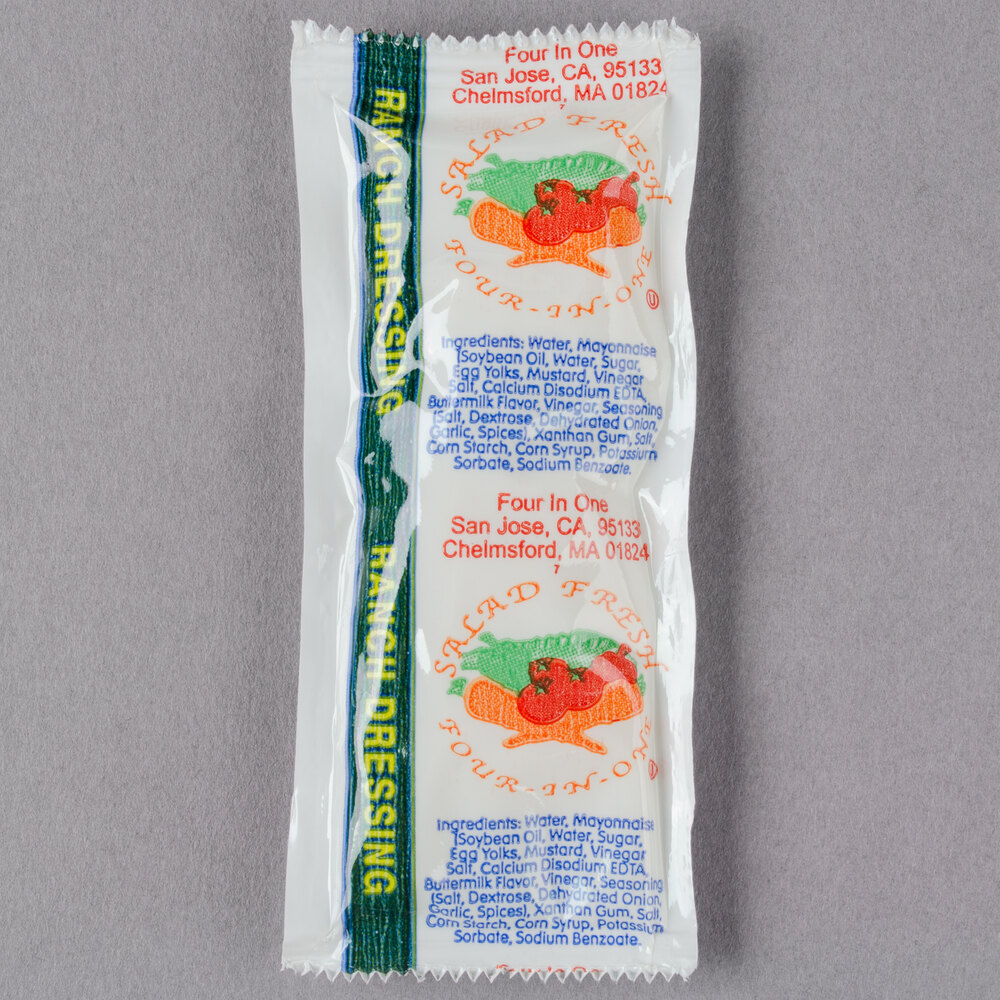 RANCH DRESSING
RANCH DRESSING
Four In One
San Jose, CA, 95133
Chelmsford, MA 01824
7
SALAD FRESH
FOUR-IN-ONE
U
Ingredients: Water, Mayonnaise
(Soybean Oil, Water, Sugar,
Egg Yolks, Mustard, Vinegar
Salt, Calcium Disodium EDTA,
Buttermilk Flavor, Vinegar, Seasoning
(Salt, Dextrose, Dehydrated Onion,
Garlic, Spices), Xanthan Gum, Salt,
Corn Starch, Corn Syrup, Potassium
Sorbate, Sodium Benzoate.
Four In One
San Jose, CA, 95133
Chelmsford, MA 01824
7
SALAD FRESH
FOUR-IN-ONE
U
Ingredients: Water, Mayonnaise
(Soybean Oil, Water, Sugar,
Egg Yolks, Mustard, Vinegar
Salt, Calcium Disodium EDTA,
Buttermilk Flavor, Vinegar, Seasoning
(Salt, Dextrose, Dehydrated Onion,
Garlic, Spices), Xanthan Gum, Salt,
Corn Starch, Corn Syrup, Potassium
Sorbate, Sodium Benzoate.